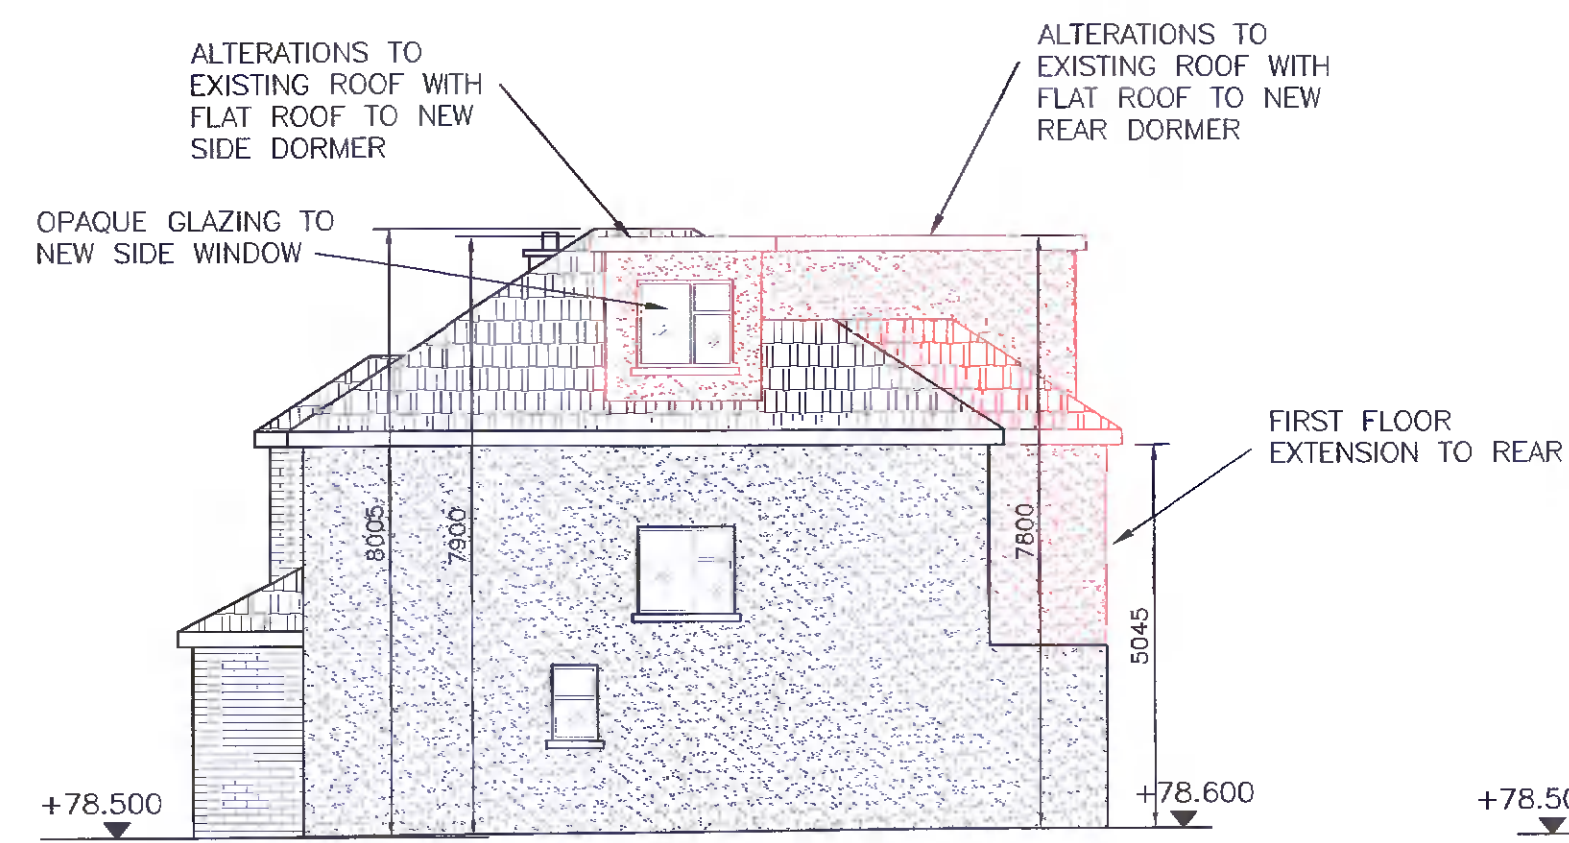 ALTERATIONS TO
EXISTING ROOF WITH
FLAT ROOF TO NEW
SIDE DORMER
ALTERATIONS TO
EXISTING ROOF WITH
FLAT ROOF TO NEW
REAR DORMER
OPAQUE GLAZING TO
NEW SIDE WINDOW
FIRST FLOOR
EXTENSION TO REAR
8005
7900
7800
5045
+78.500
+78.600
+78.50